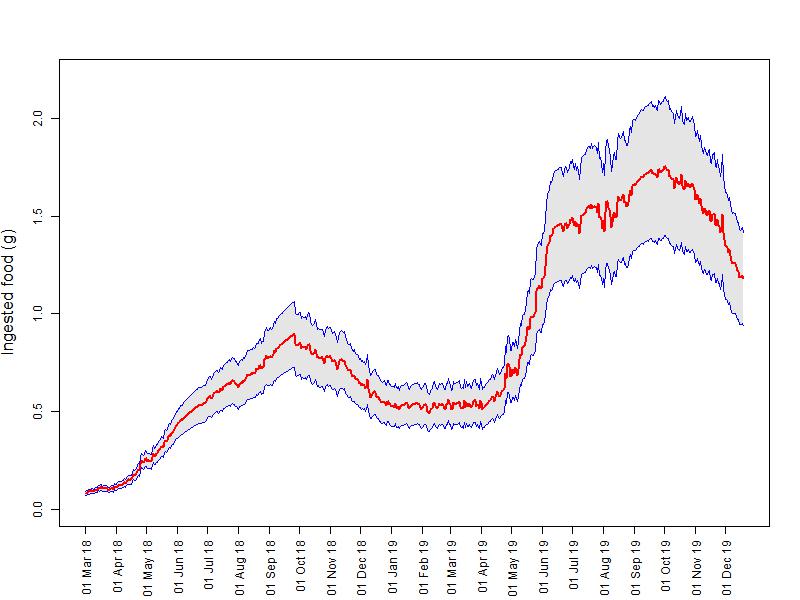 Ingested food (g)
2.0
1.5
1.0
0.5
0.0
01 Mar 18
01 Apr 18
01 May 18
01 Jun 18
01 Jul 18
01 Aug 18
01 Sep 18
01 Oct 18
01 Nov 18
01 Dec 18
01 Jan 19
01 Feb 19
01 Mar 19
01 Apr 19
01 May 19
01 Jun 19
01 Jul 19
01 Aug 19
01 Sep 19
01 Oct 19
01 Nov 19
01 Dec 19